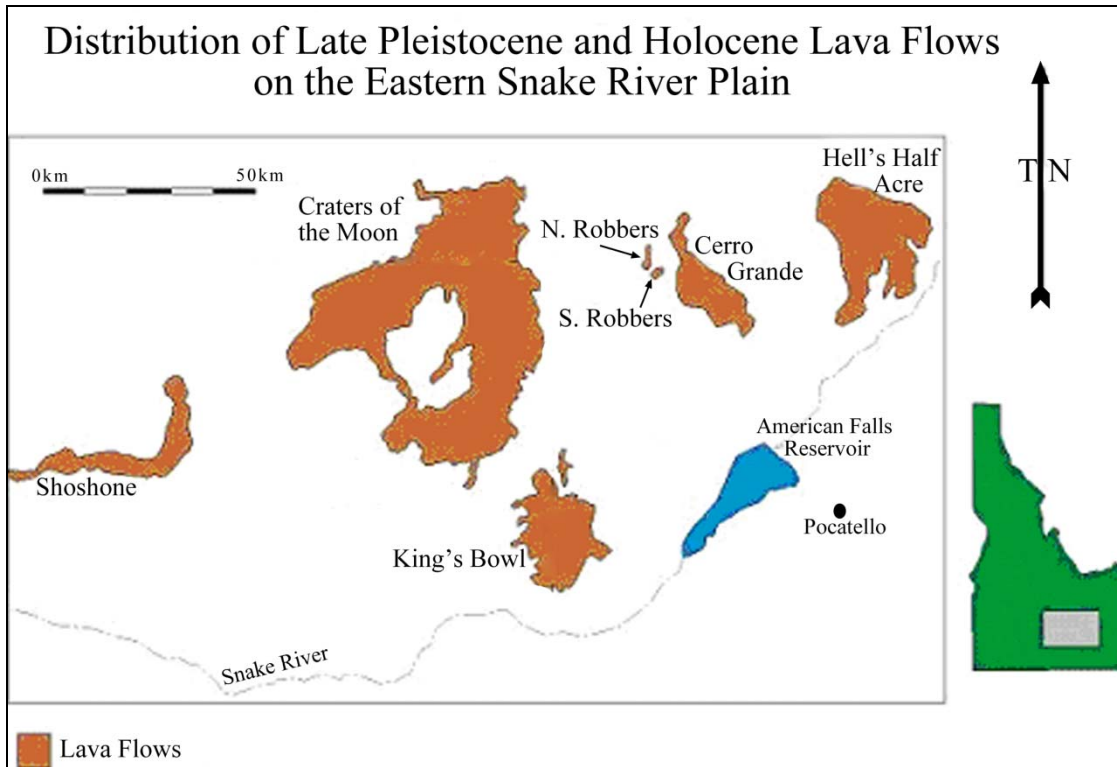 Distribution of Late Pleistocene and Holocene Lava Flows
on the Eastern Snake River Plain
T N
0km 50km
Hell's Half
Acre
Craters of
the Moon
N. Robbers
Cerro
Grande
S. Robbers
American Falls
Reservoir
Shoshone
Pocatello
King's Bowl
Snake River
Lava Flows